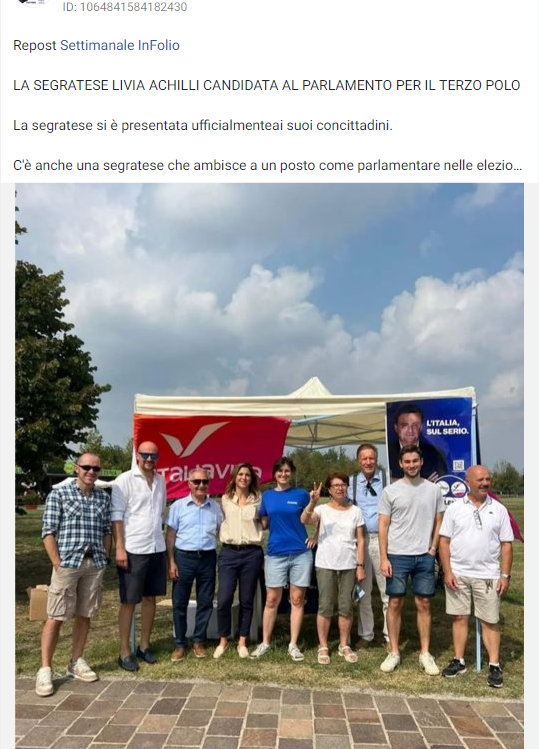 ID: 1064841584182430
Repost Settimanale InFolio
LA SEGRATESE LIVIA ACHILLI CANDIDATA AL PARLAMENTO PER IL TERZO POLO
La segratese si è presentata ufficialmenteai suoi concittadini.
C'è anche una segratese che ambisce a un posto come parlamentare nelle elezio...
L'ITALIA,
SUL SERIO.